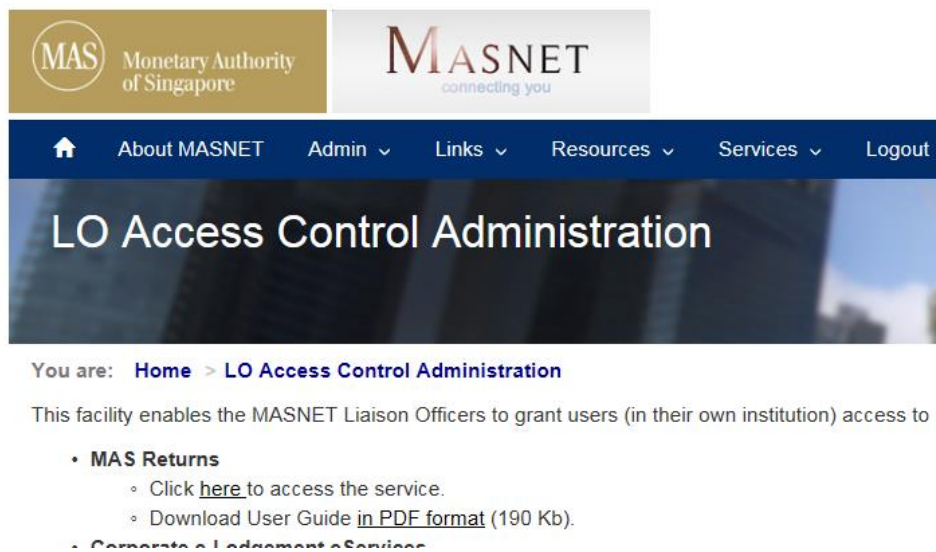 MAS Monetary Authority
of Singapore
MASNET
connecting you
About MASNET Admin Links Resources Services Logout
LO Access Control Administration
You are: Home > LO Access Control Administration
This facility enables the MASNET Liaison Officers to grant users (in their own institution) access to
• MAS Returns
◦ Click here to access the service.
◦ Download User Guide in PDF format (190 Kb).
• Corporate e-Lodgement eServices